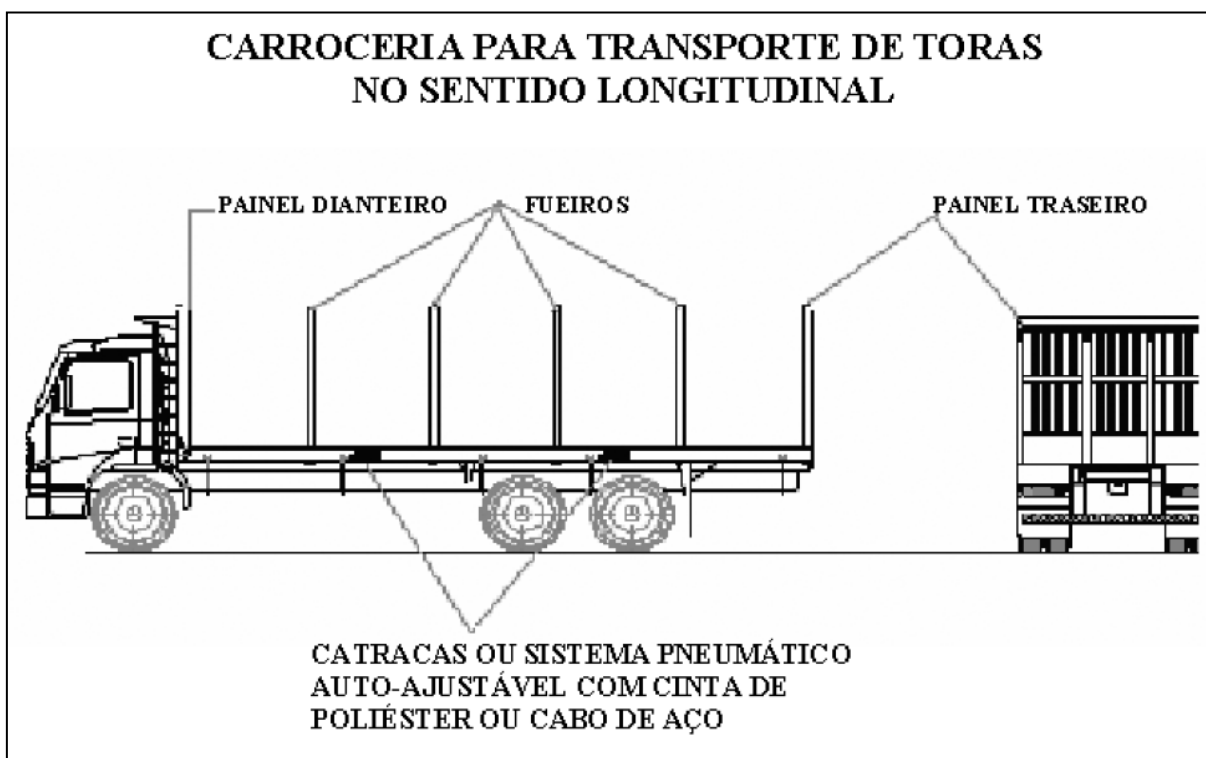 CARROCERIA PARA TRANSPORTE DE TORAS
NO SENTIDO LONGITUDINAL
PAINEL DIANTEIRO
FUEIROS
PAINEL TRASEIRO
CATRACAS OU SISTEMA PNEUMÁTICO
AUTO-AJUSTÁVEL COM CINTA DE
POLIÉSTER OU CABO DE AÇO